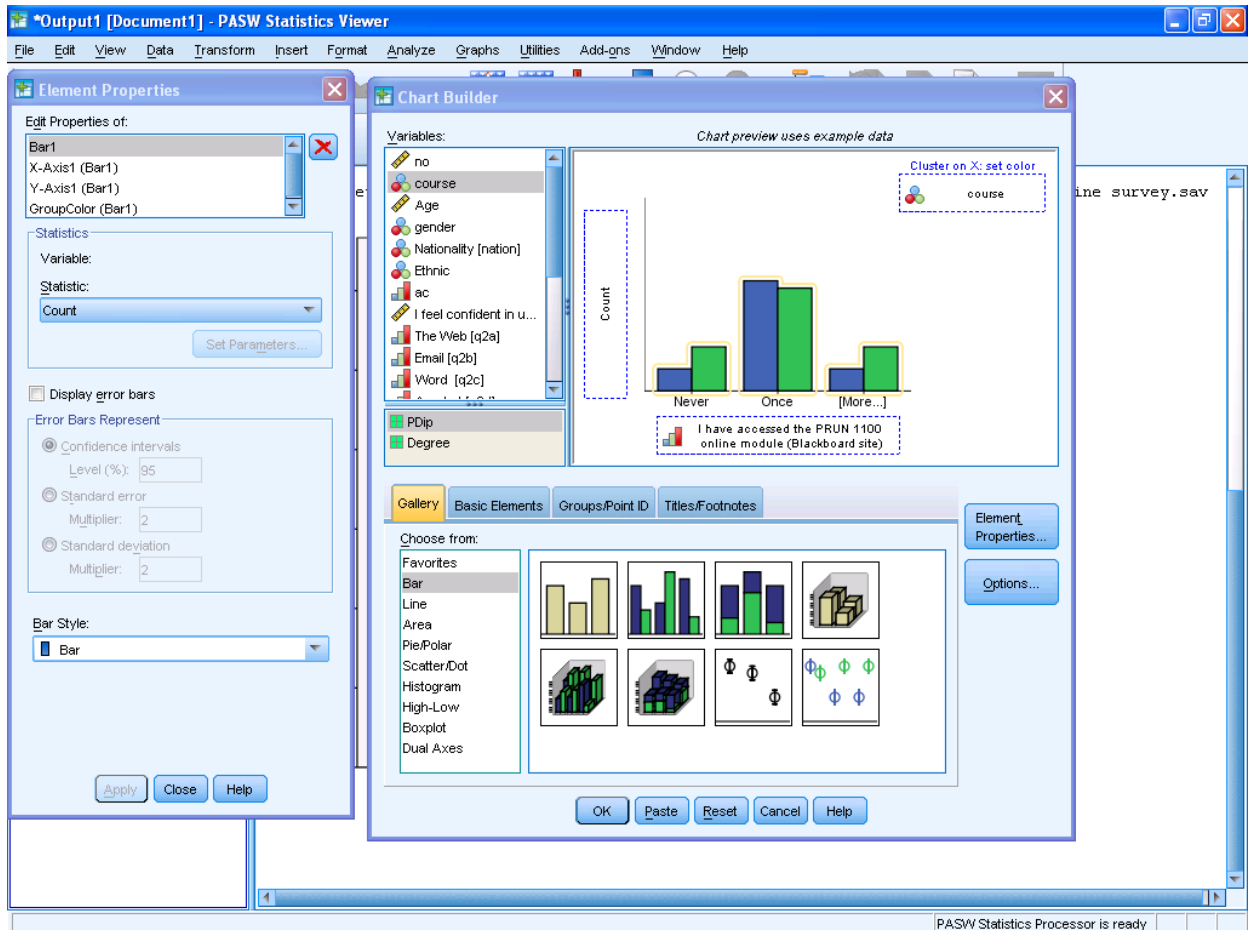 *Output1 [Document1] - PASW Statistics Viewer
File Edit View Data Transform Insert Format Analyze Graphs Utilities Add-ons Window Help
Element Properties
Edit Properties of:
Bar1
X-Axis1 (Bar1)
Y-Axis1 (Bar1)
GroupColor (Bar1)
Statistics
Variable:
Statistic:
Count
Set Parameters...
Display error bars
Error Bars Represent
Confidence intervals
Level (%): 95
Standard error
Multiplier: 2
Standard deviation
Multiplier: 2
Bar Style:
Bar
Apply Close Help
Chart Builder
Variables:
no
course
Age
gender
Nationality [nation]
Ethnic
ac
I feel confident in u...
The Web [q2a]
Email [q2b]
Word [q2c]
PDip
Degree
Chart preview uses example data
Cluster on X: set color
course
Count
Never Once [More...]
I have accessed the PRUN 1100
online module (Blackboard site)
Gallery Basic Elements Groups/Point ID Titles/Footnotes
Choose from:
Favorites
Bar
Line
Area
Pie/Polar
Scatter/Dot
Histogram
High-Low
Boxplot
Dual Axes
Element
Properties...
Options...
OK Paste Reset Cancel Help
ine survey.sav
PASW Statistics Processor is ready